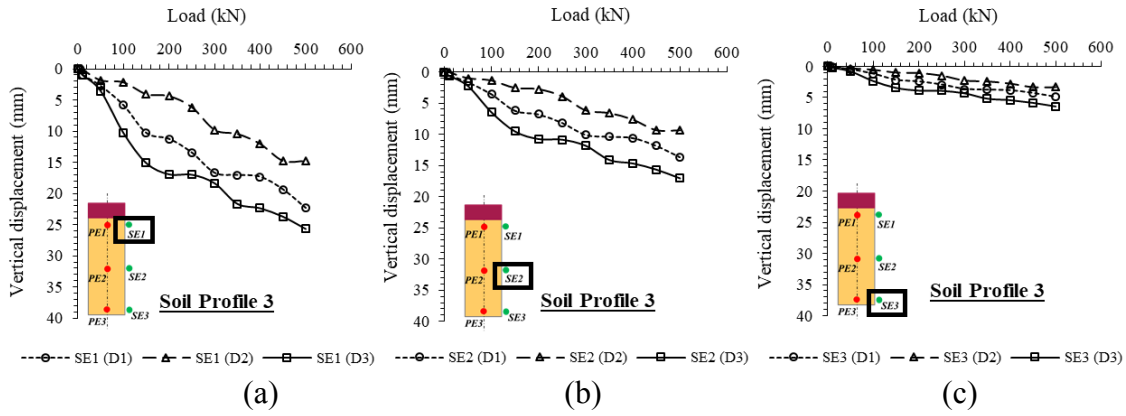 Load (kN)
0 100 200 300 400 500 600
Vertical displacement (mm)
0
5
10
15
20
25
30
35
40
PE1
SE1
PE2
SE2
PE3
SE3
Soil Profile 3
SE1 (D1) SE1 (D2) SE1 (D3)
(a)
Load (kN)
0 100 200 300 400 500 600
Vertical displacement (mm)
0
5
10
15
20
25
30
35
40
PE1
SE1
PE2
SE2
PE3
SE3
Soil Profile 3
SE2 (D1) SE2 (D2) SE2 (D3)
(b)
Load (kN)
0 100 200 300 400 500 600
Vertical displacement (mm)
0
5
10
15
20
25
30
35
40
PE1
SE1
PE2
SE2
PE3
SE3
Soil Profile 3
SE3 (D1) SE3 (D2) SE3 (D3)
(c)